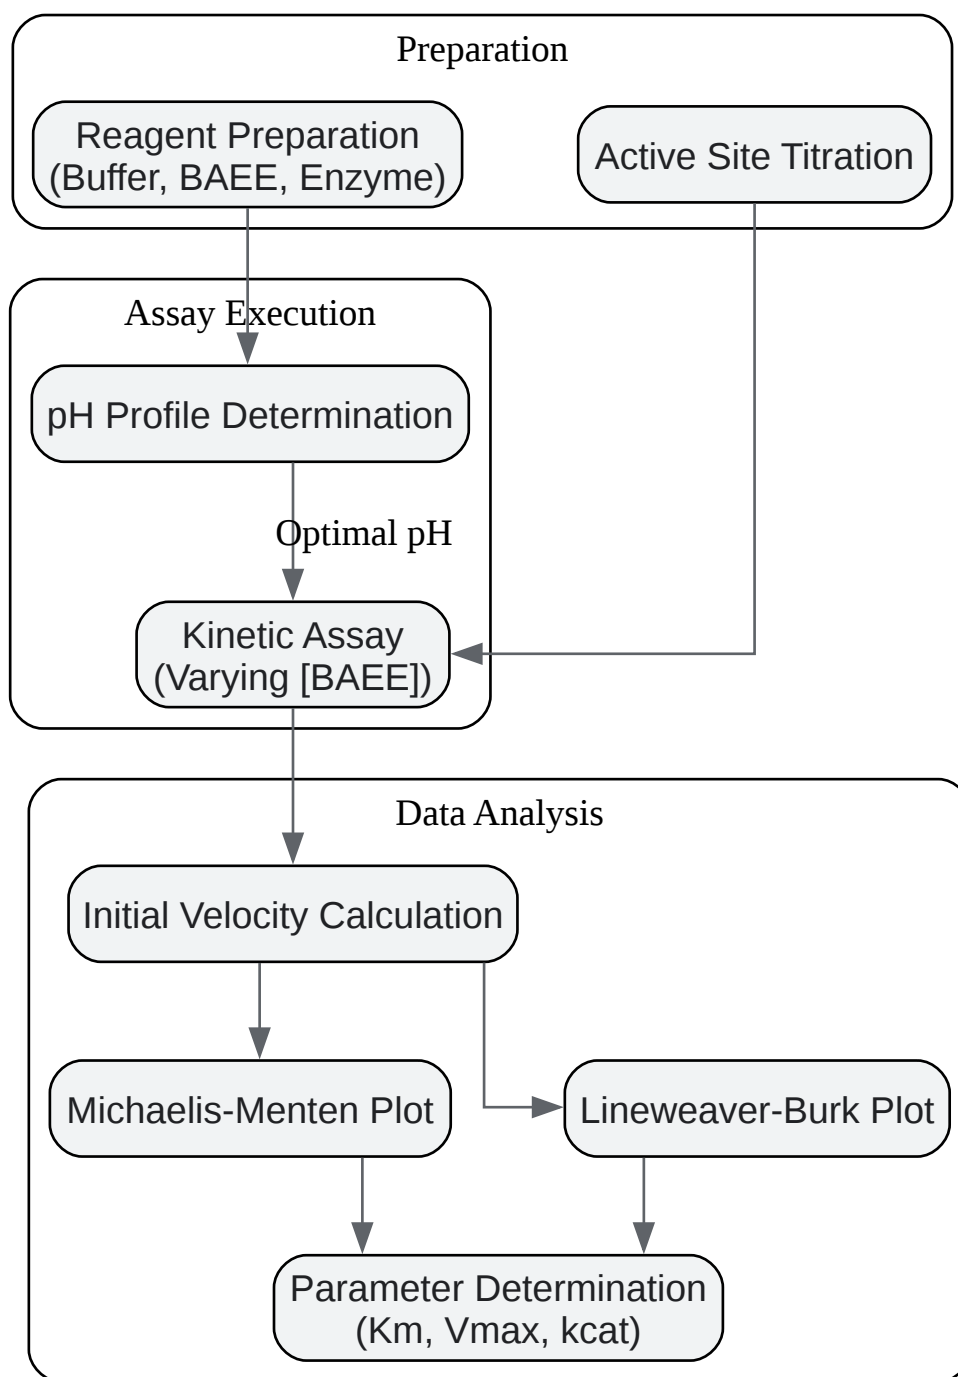 Preparation
Reagent Preparation
(Buffer, BAEE, Enzyme)
Active Site Titration
Assay Execution
pH Profile Determination
Optimal pH
Kinetic Assay
(Varying [BAEE])
Data Analysis
Initial Velocity Calculation
Michaelis-Menten Plot
Lineweaver-Burk Plot
Parameter Determination
(Km, Vmax, kcat)